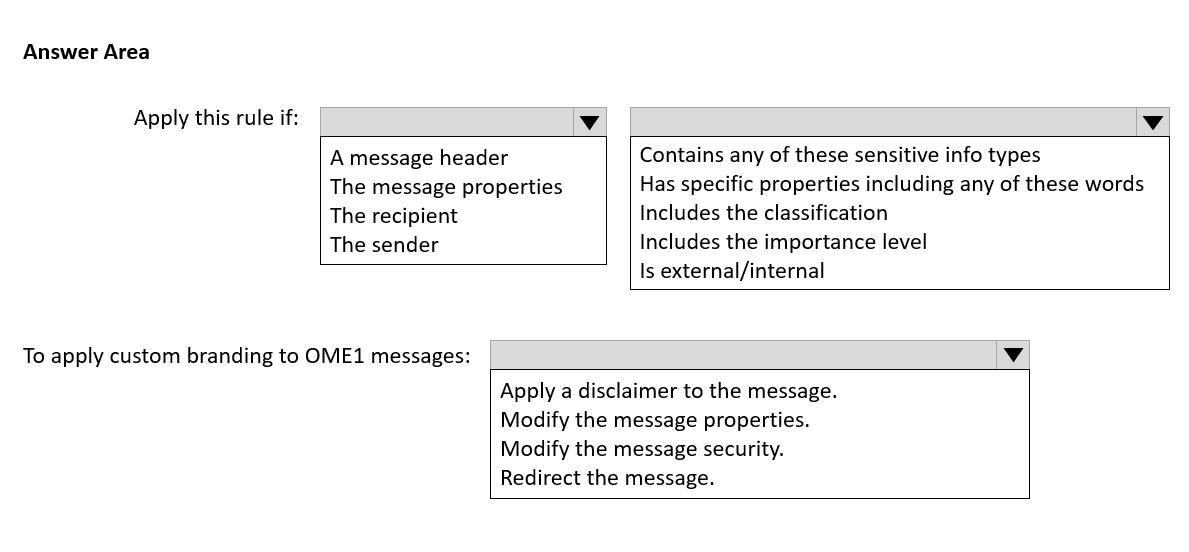 Answer Area
Apply this rule if:
A message header
The message properties
The recipient
The sender
Contains any of these sensitive info types
Has specific properties including any of these words
Includes the classification
Includes the importance level
Is external/internal
To apply custom branding to OME1 messages:
Apply a disclaimer to the message.
Modify the message properties.
Modify the message security.
Redirect the message.